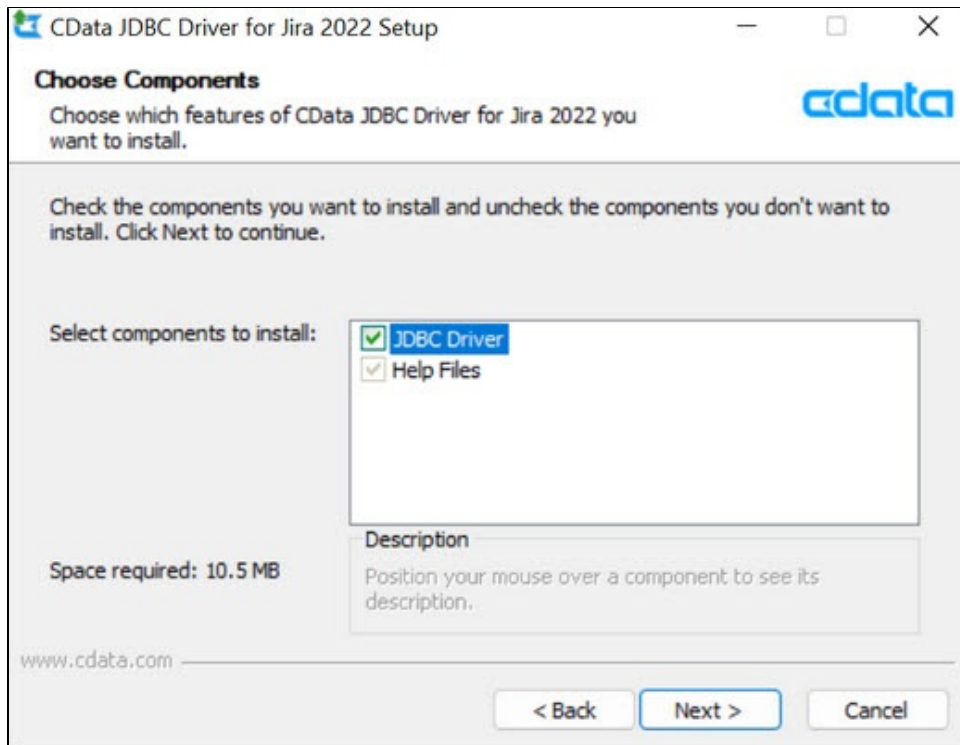 CData JDBC Driver for Jira 2022 Setup
Choose Components
Choose which features of CData JDBC Driver for Jira 2022 you
want to install.
cdata
Check the components you want to install and uncheck the components you don't want to
install. Click Next to continue.
Select components to install:
JDBC Driver
Help Files
Space required: 10.5 MB
Description
Position your mouse over a component to see its
description.
www.cdata.com
< Back
Next >
Cancel